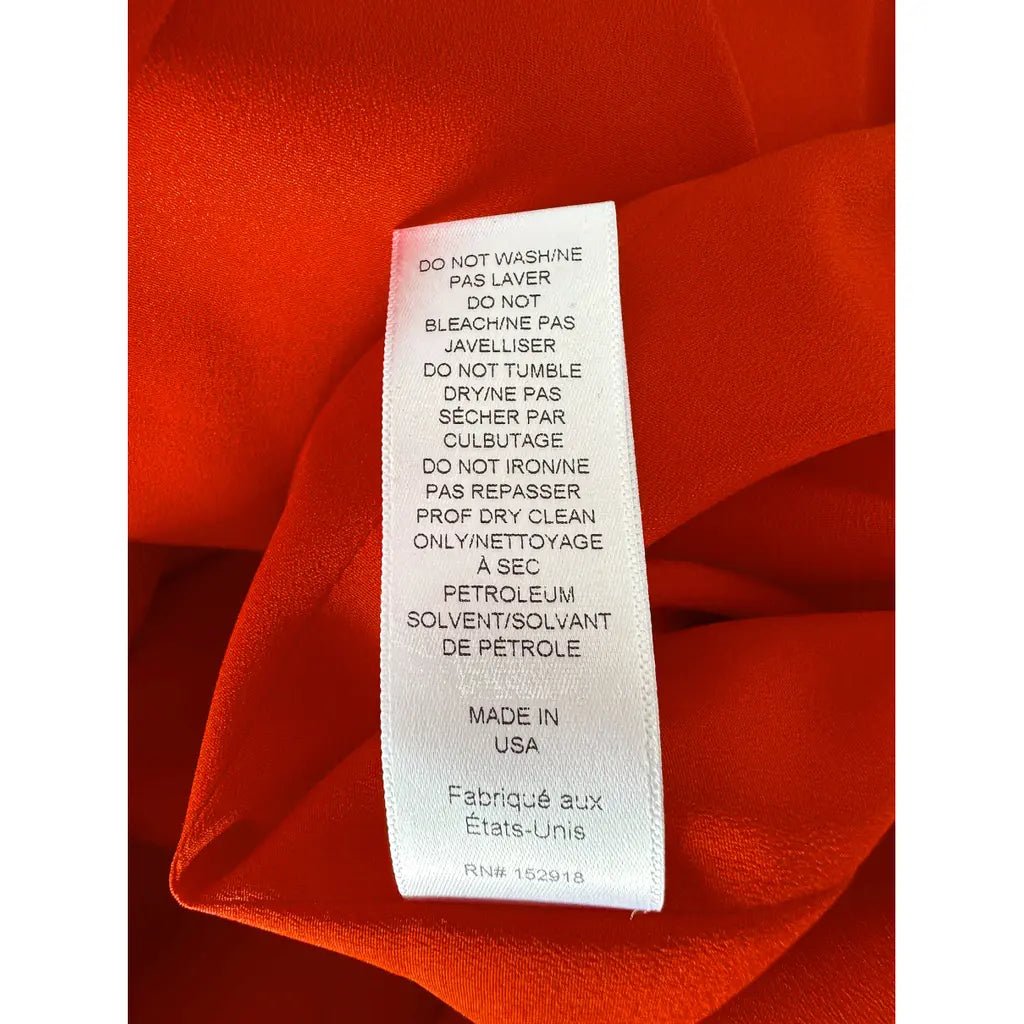 DO NOT WASH/NE
PAS LAVER
DO NOT
BLEACH/NE PAS
JAVELLISER
DO NOT TUMBLE
DRY/NE PAS
SÉCHER PAR
CULBUTAGE
DO NOT IRON/NE
PAS REPASSER
PROF DRY CLEAN
ONLY/NETTOYAGE
À SEC
PETROLEUM
SOLVENT/SOLVANT
DE PÉTROLE
MADE IN
USA
Fabriqué aux
États-Unis
RN# 152918